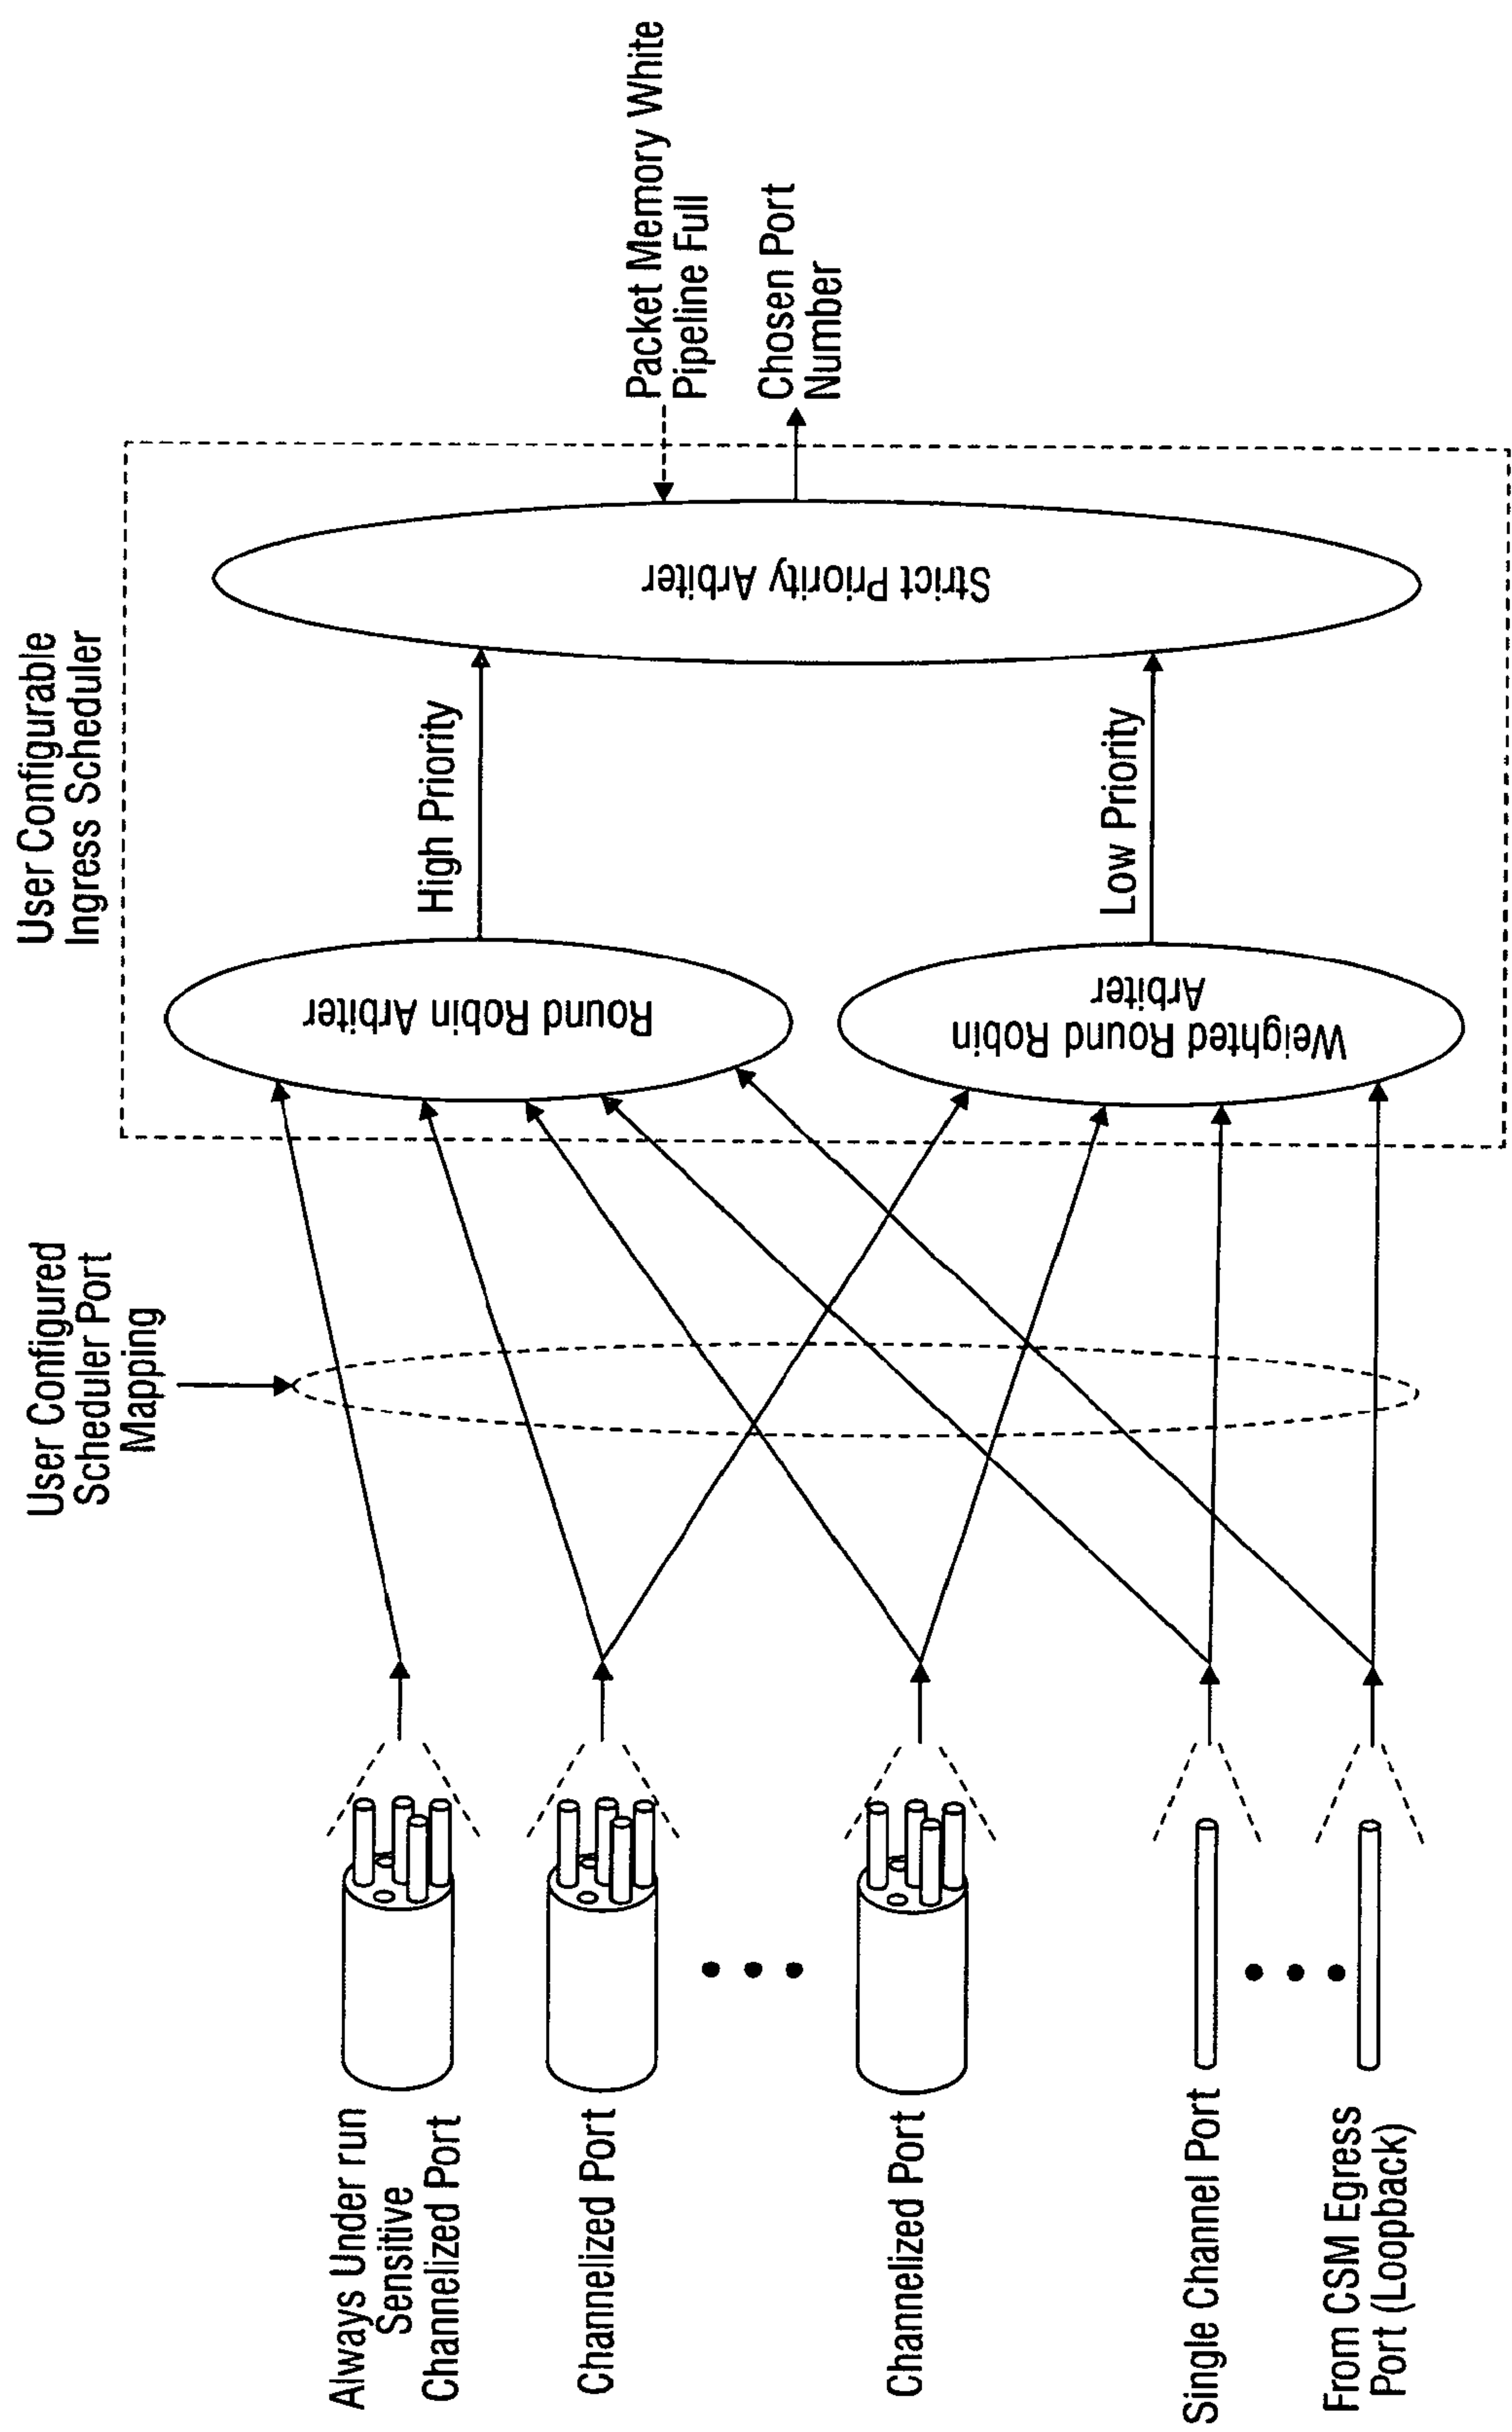 User Configurable
Ingress Scheduler
User Configured
Scheduler Port
Mapping
Always Under run
Sensitive
Channelized Port
Channelized Port
Channelized Port
Single Channel Port
From CSM Egress
Port (Loopback)
Round Robin Arbiter
Weighted Round Robin
Arbiter
High Priority
Low Priority
Strict Priority Arbiter
Packet Memory White
Pipeline Full
Chosen Port
Number